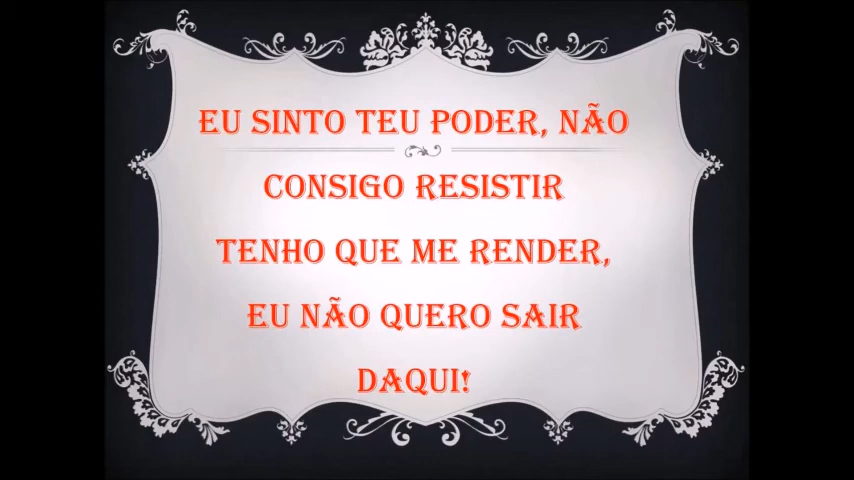 EU SINTO TEU PODER, NÃO
CONSIGO RESISTIR
TENHO QUE ME RENDER,
EU NÃO QUERO SAIR
DAQUI!